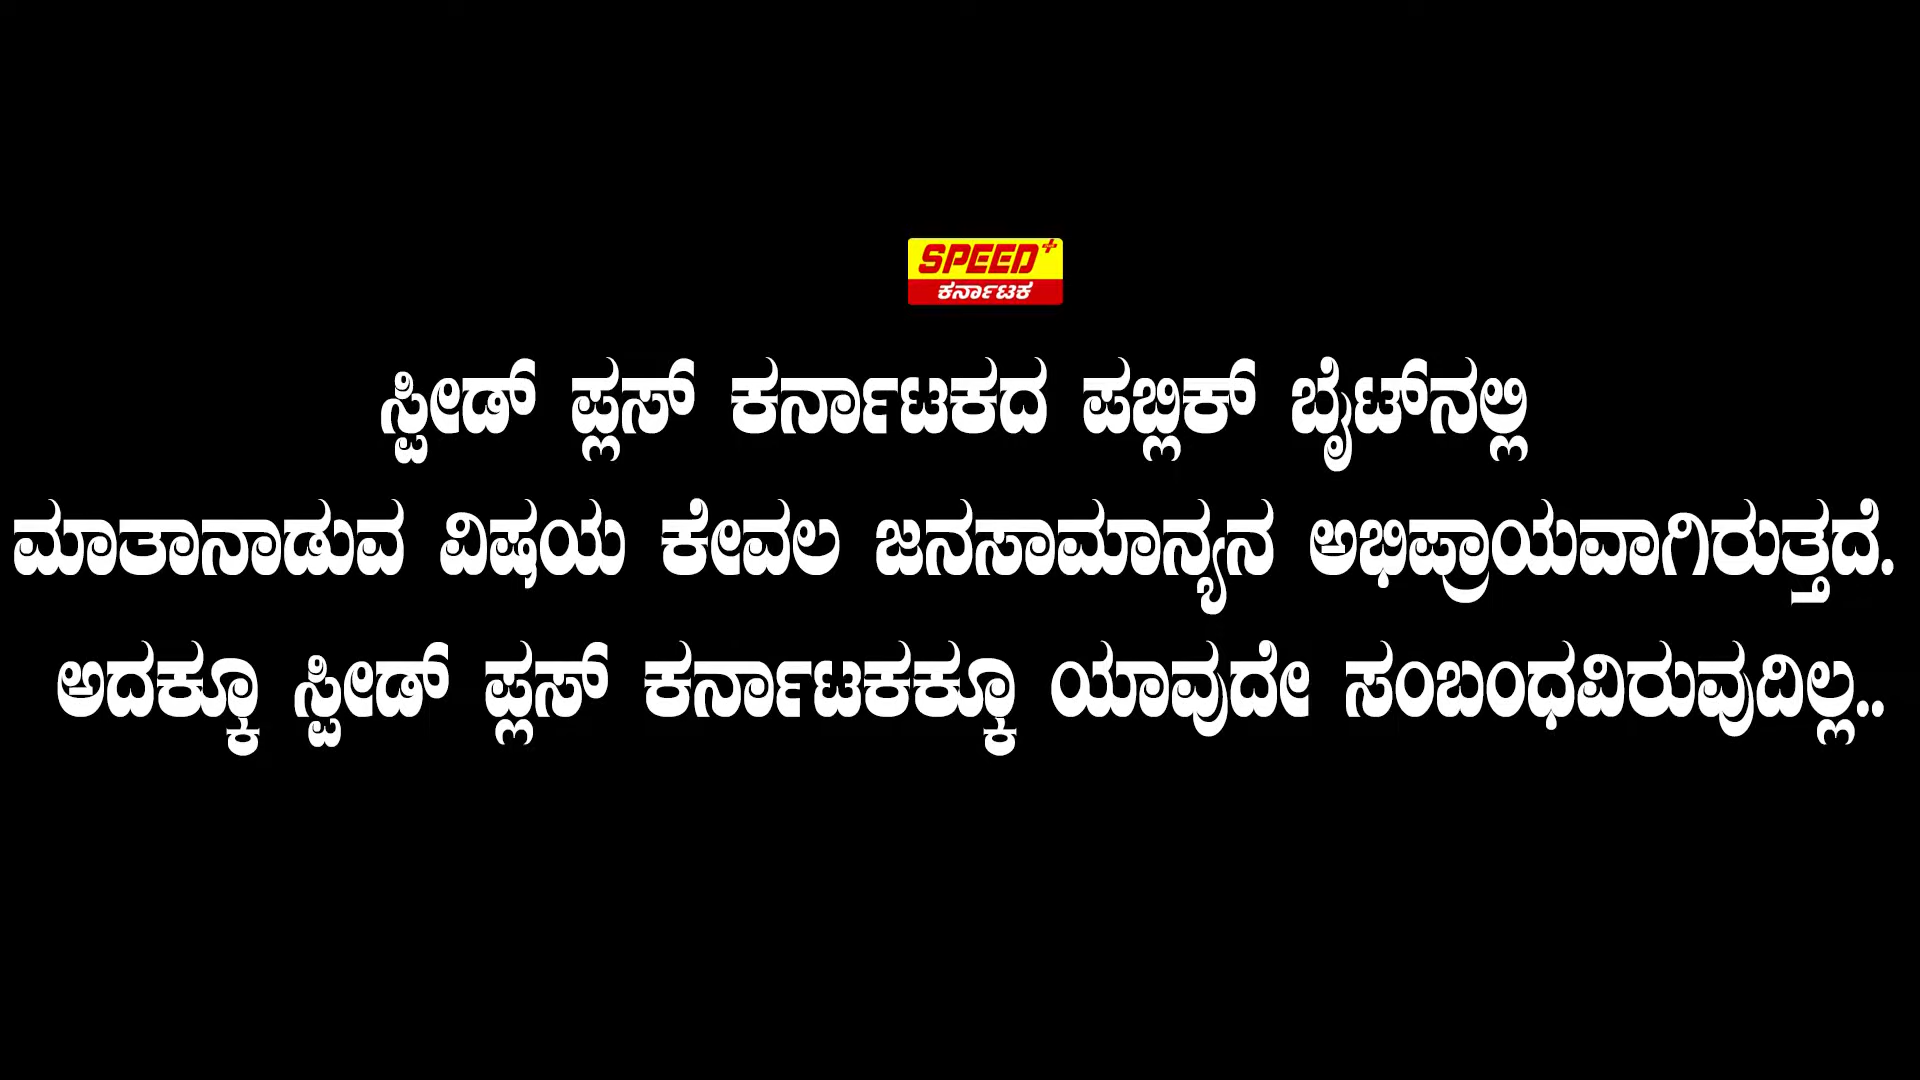 SPEED+
ಕರ್ನಾಟಕ
ಸ್ಪೀಡ್ ಪ್ಲಸ್ ಕರ್ನಾಟಕದ ಪಬ್ಲಿಕ್ ಬೈಟ್‌ನಲ್ಲಿ
ಮಾತಾನಾಡುವ ವಿಷಯ ಕೇವಲ ಜನಸಾಮಾನ್ಯನ ಅಭಿಪ್ರಾಯವಾಗಿರುತ್ತದೆ.
ಅದಕ್ಕೂ ಸ್ಪೀಡ್ ಪ್ಲಸ್ ಕರ್ನಾಟಕಕ್ಕೂ ಯಾವುದೇ ಸಂಬಂಧವಿರುವುದಿಲ್ಲ..